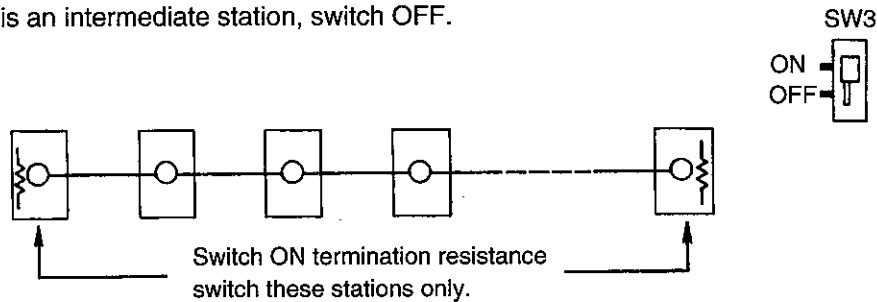 is an intermediate station, switch OFF.
SW3
ON
OFF
Switch ON termination resistance
switch these stations only.